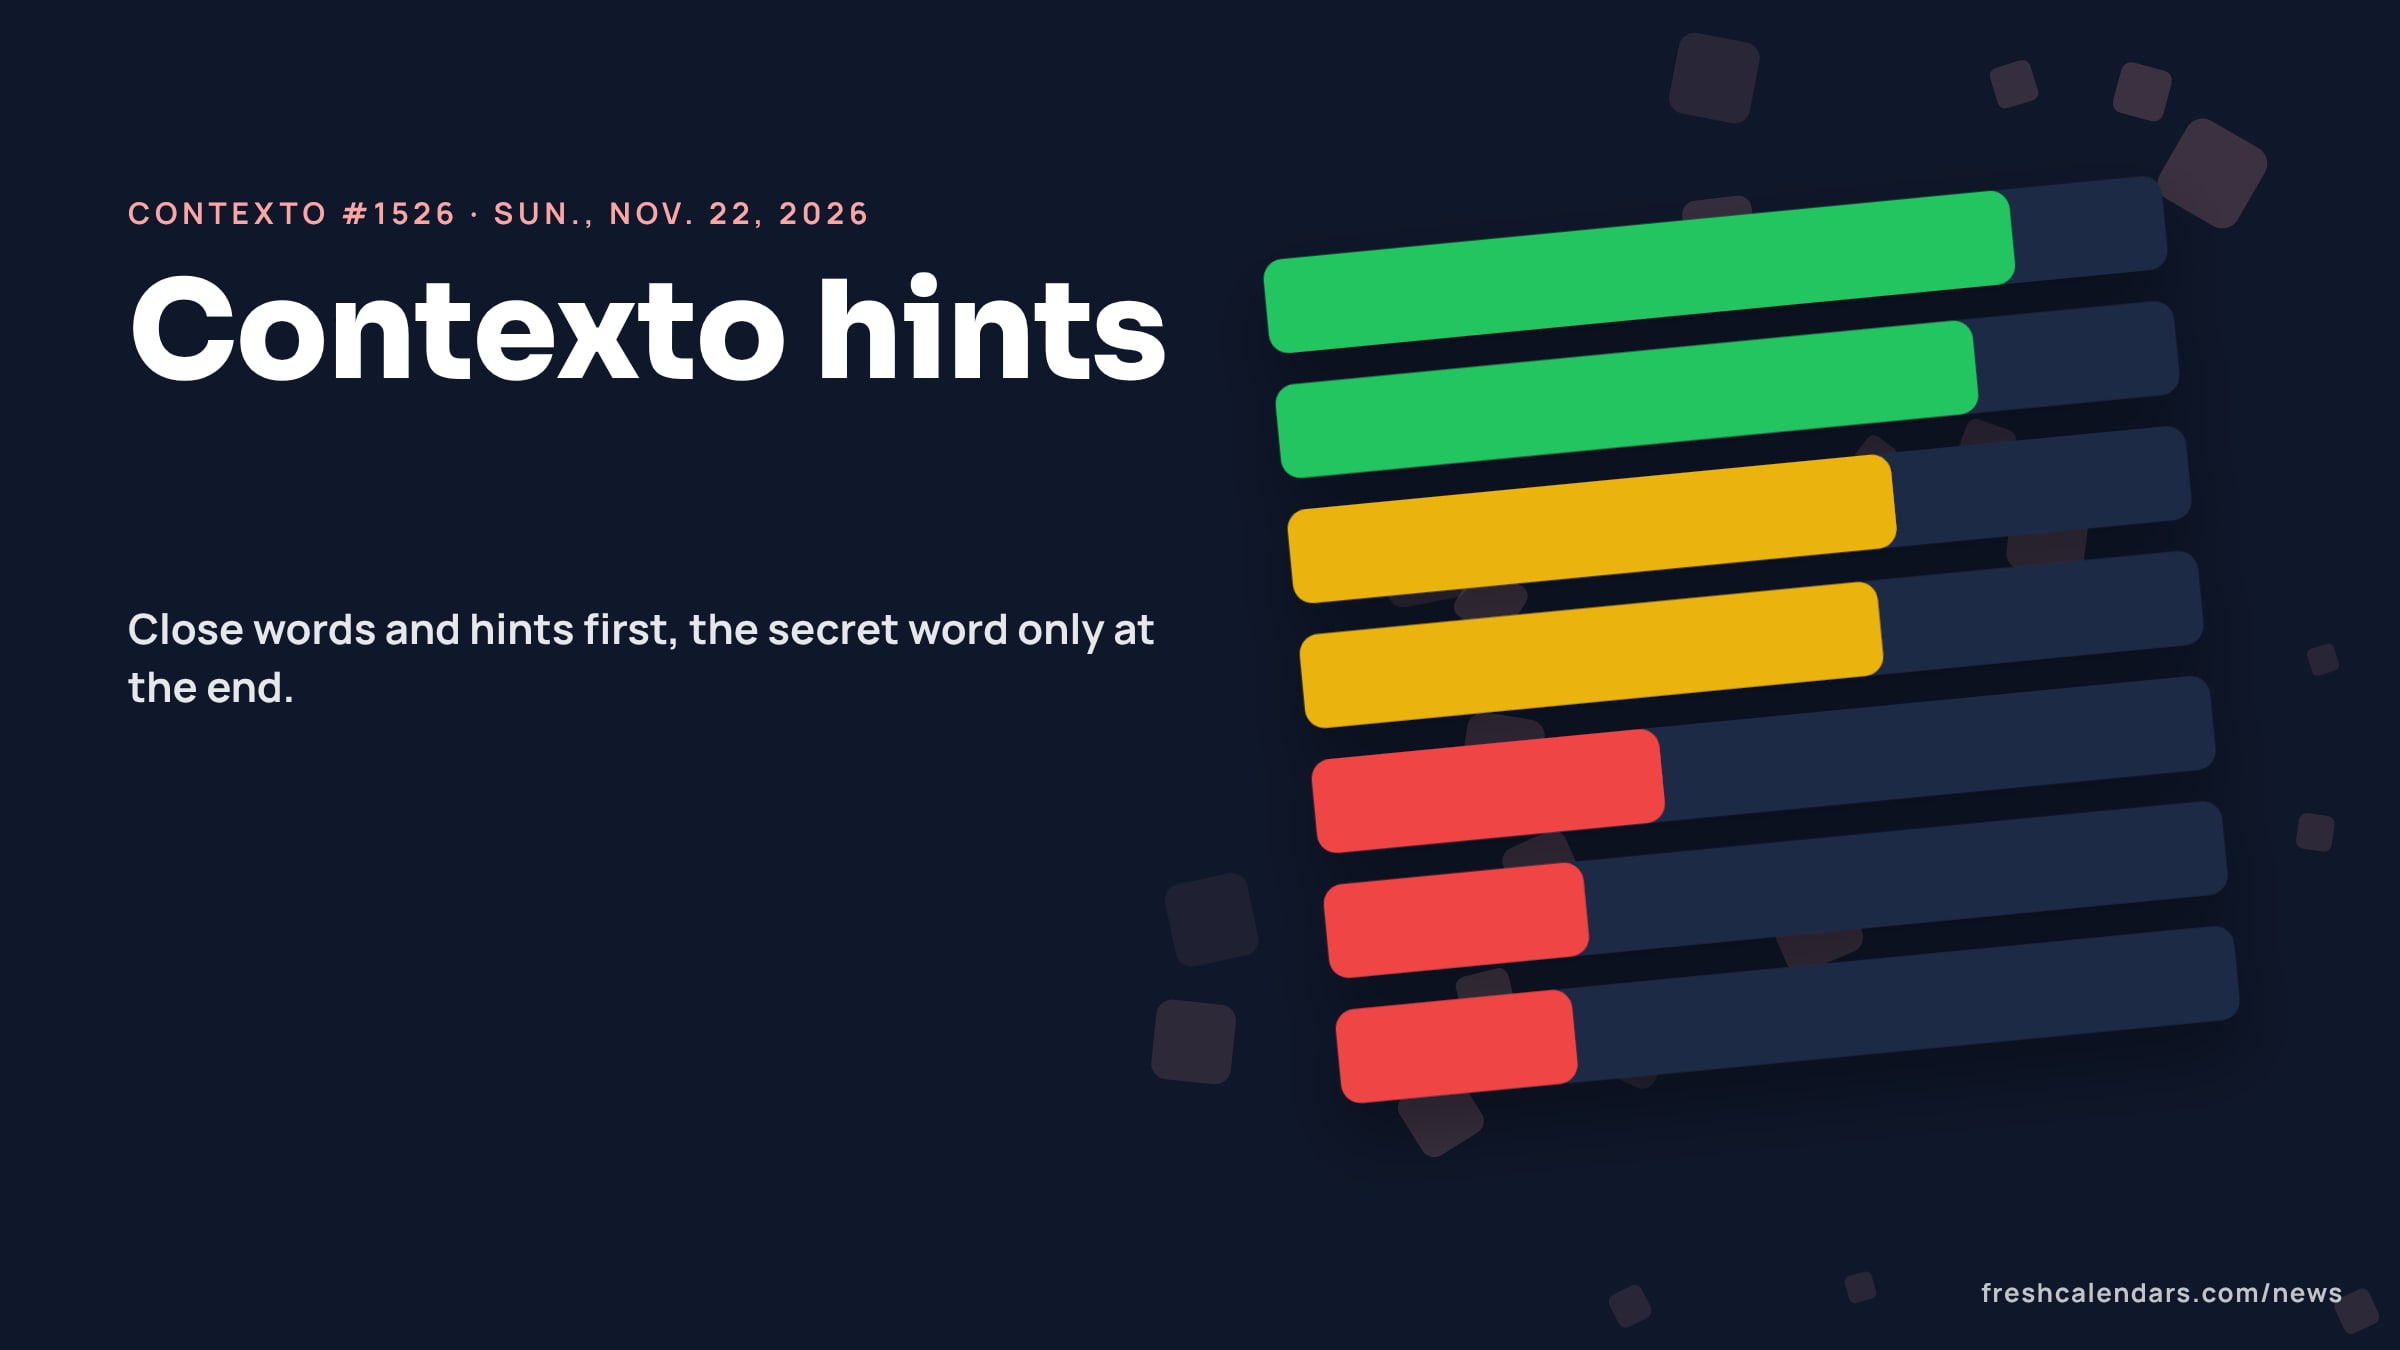 CONTEXTO #1526 · SUN., NOV. 22, 2026
Contexto hints
Close words and hints first, the secret word only at
the end.
freshcalendars.com/news